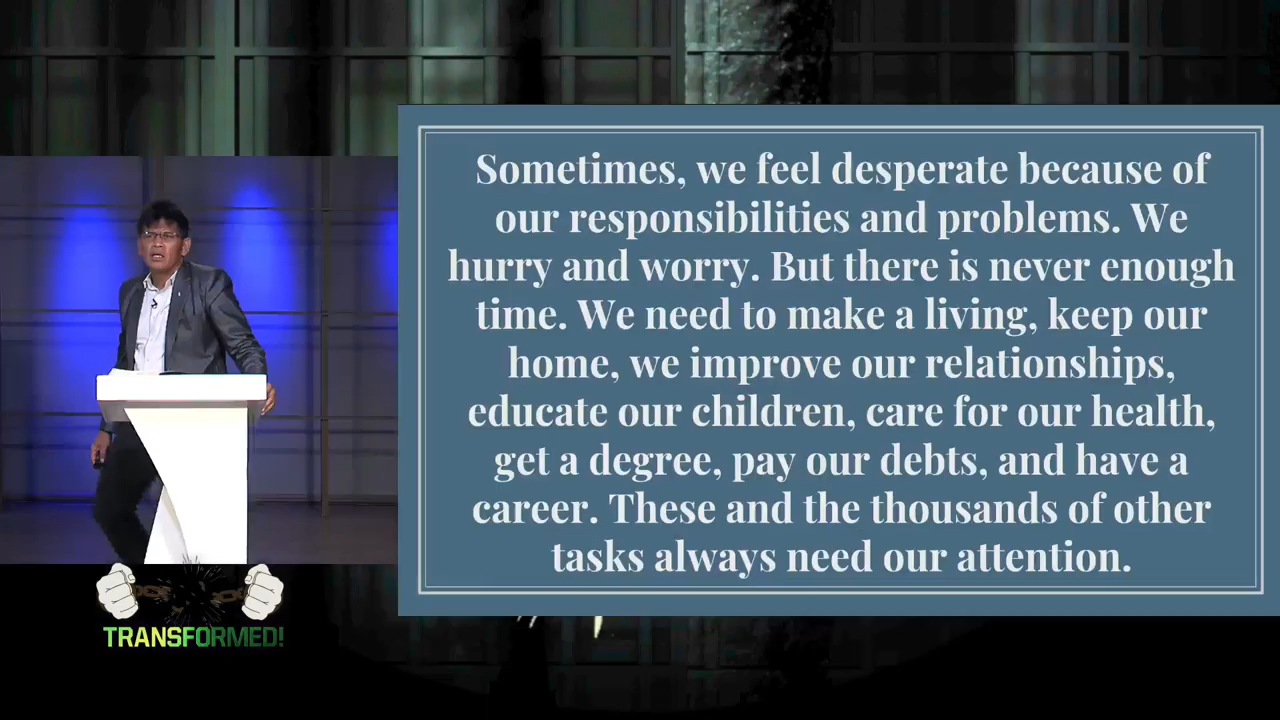 Sometimes, we feel desperate because of
our responsibilities and problems. We
hurry and worry. But there is never enough
time. We need to make a living, keep our
home, we improve our relationships,
educate our children, care for our health,
get a degree, pay our debts, and have a
career. These and the thousands of other
tasks always need our attention.
TRANSFORMED!